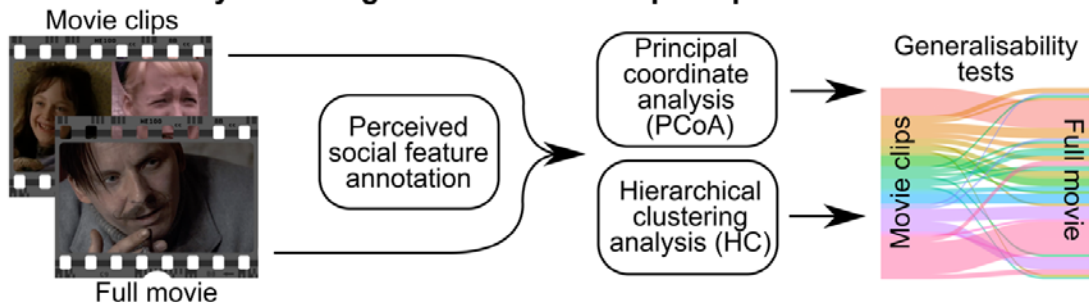 Movie clips
Full movie
Perceived
social feature
annotation
Principal
coordinate
analysis
(PCoA)
Hierarchical
clustering
analysis (HC)
Generalisability
tests
Movie clips
Full movie